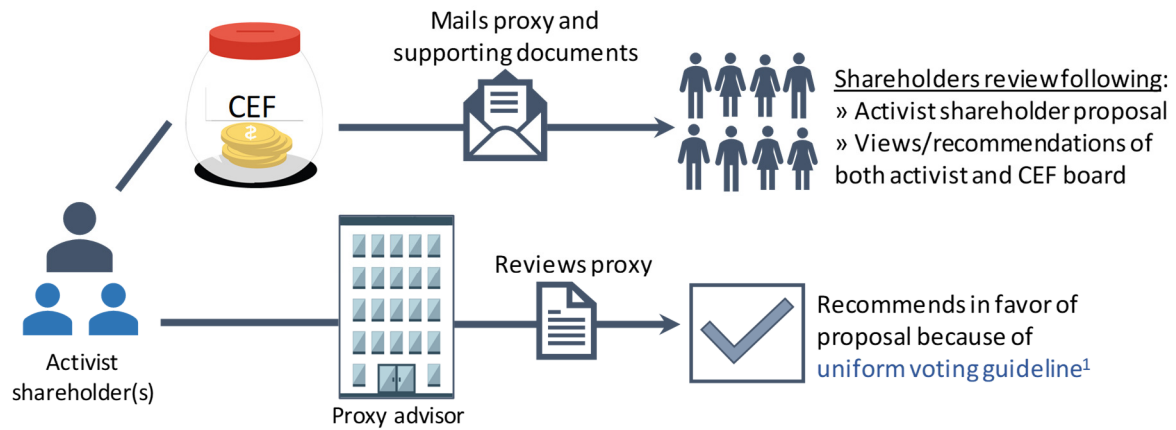 Mails proxy and
supporting documents
CEF
$
Shareholders review following:
» Activist shareholder proposal
» Views/recommendations of
both activist and CEF board
Activist
shareholder(s)
Proxy advisor
Reviews proxy
Recommends in favor of
proposal because of
uniform voting guideline¹